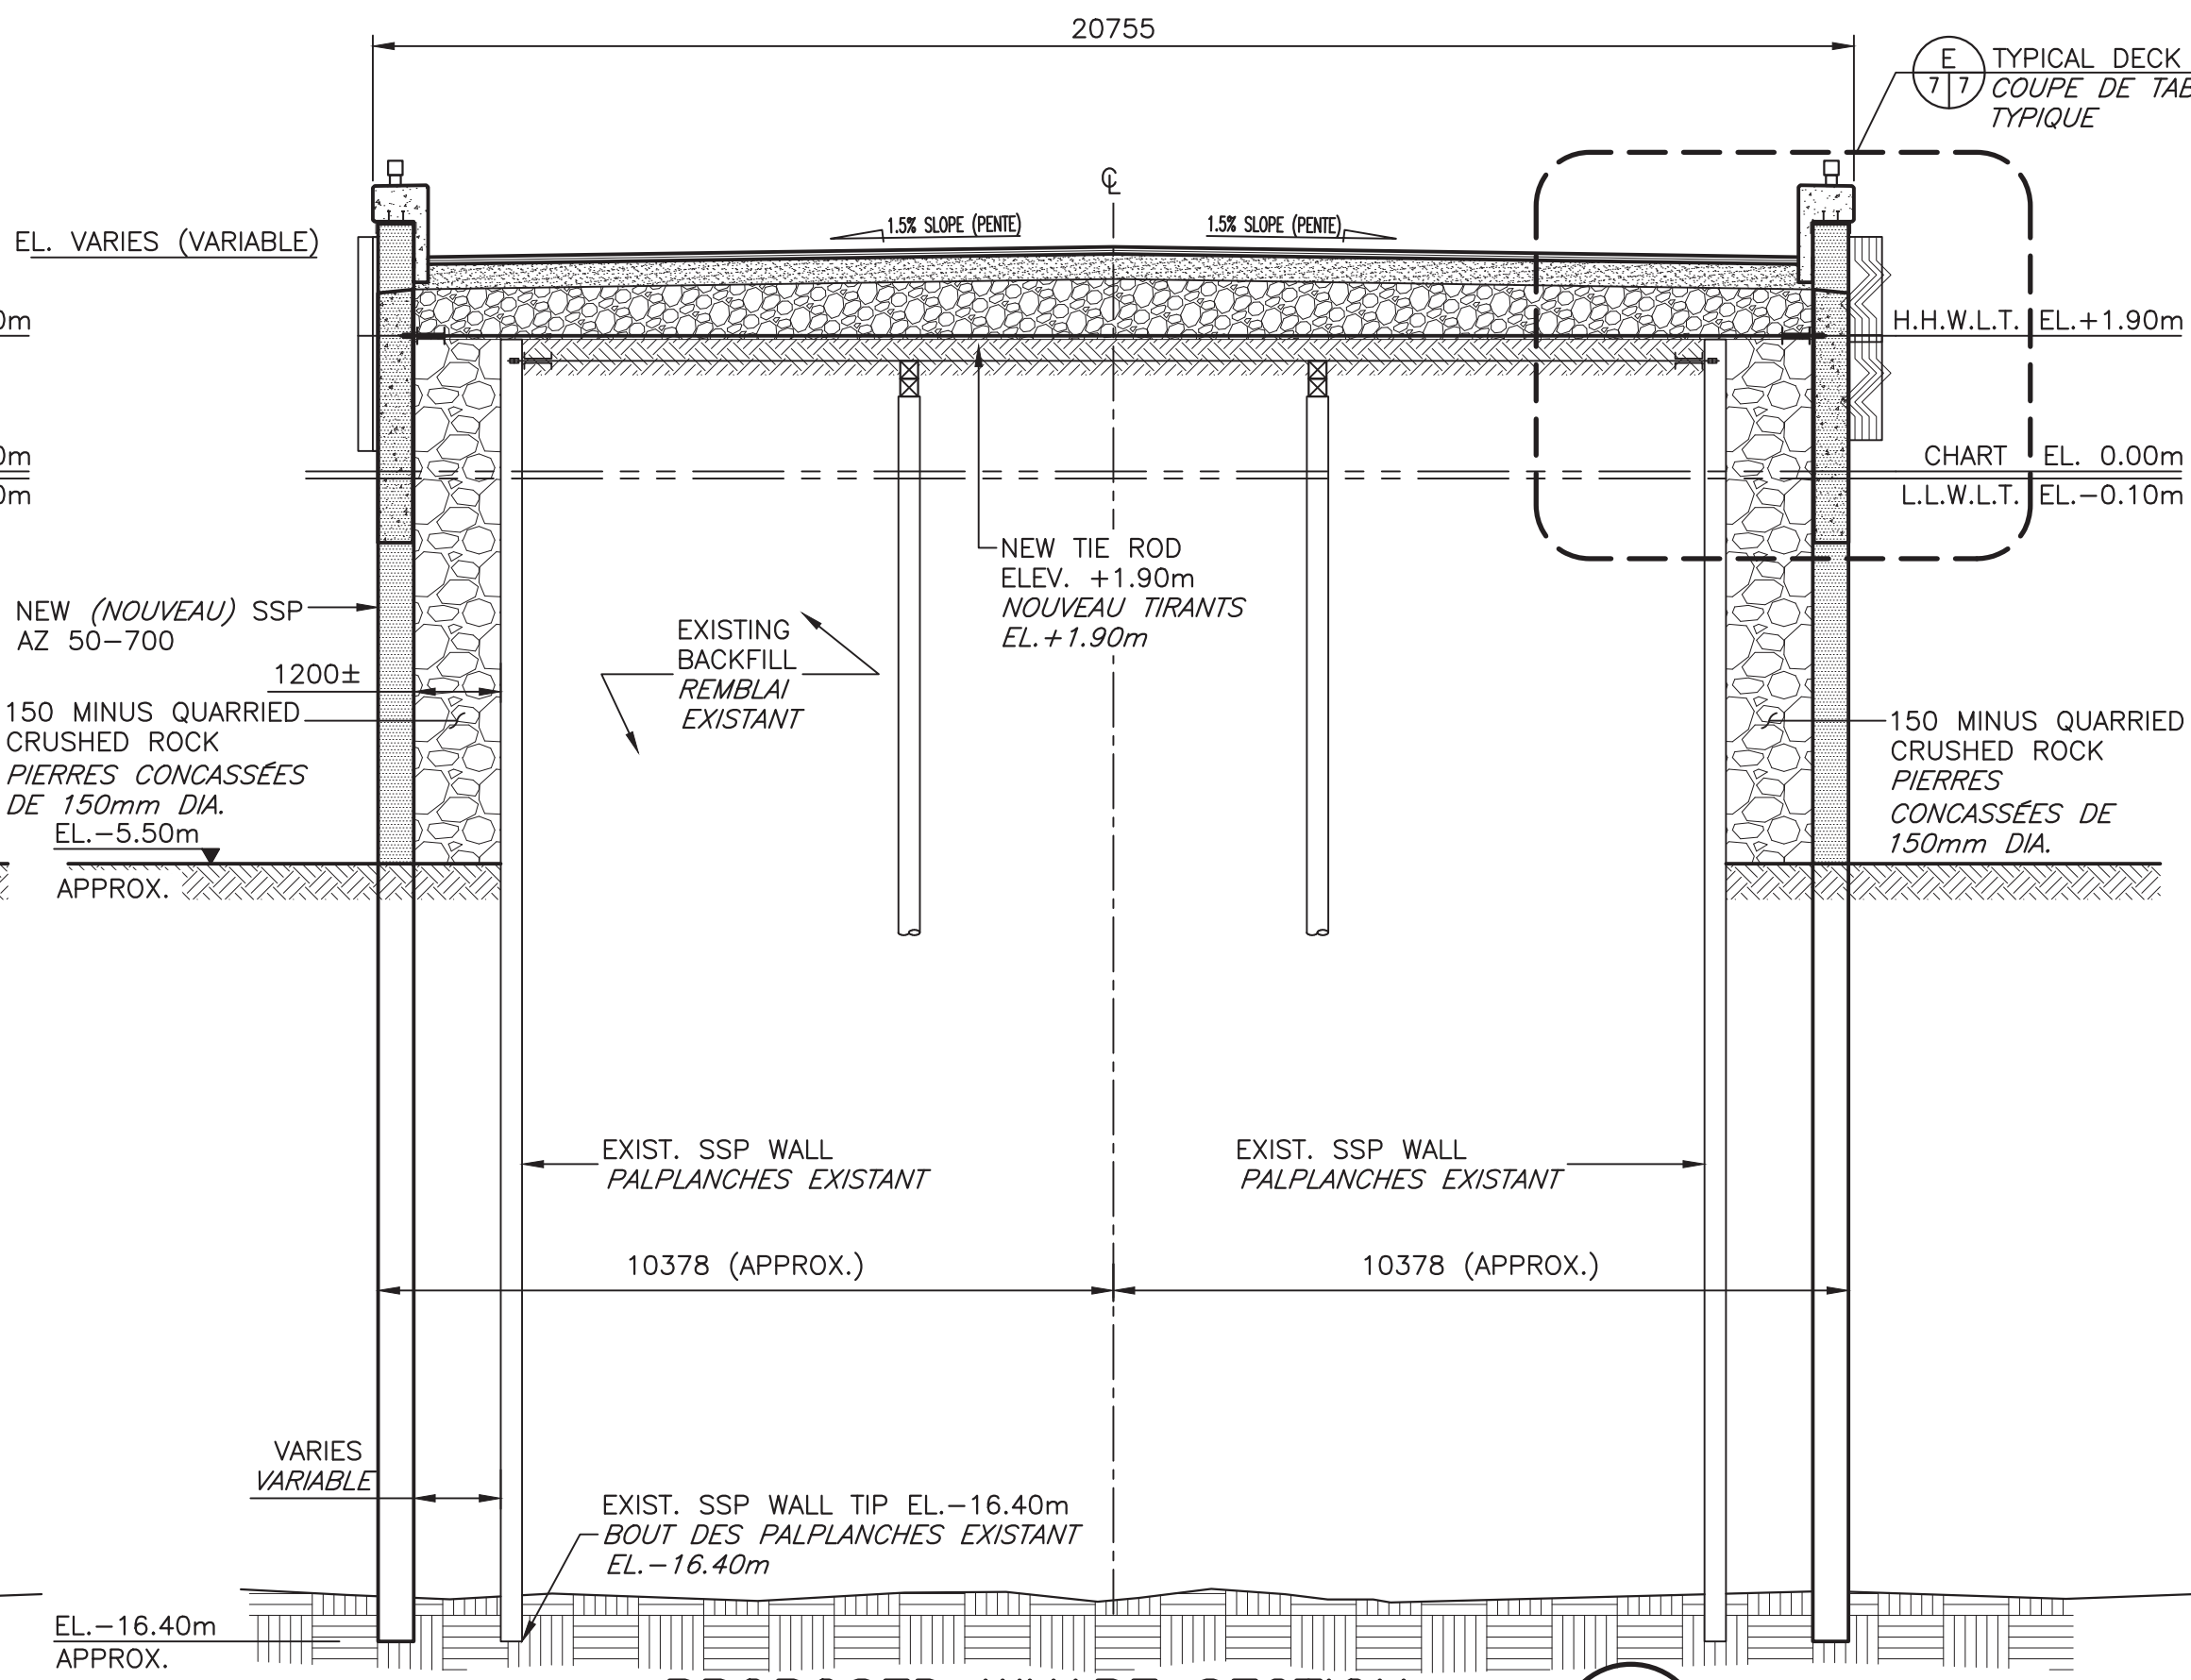 20755
E
7 7
TYPICAL DECK
COUPE DE
TYPIQUE
℄
1.5% SLOPE (PENTE)
1.5% SLOPE (PENTE)
EL. VARIES (VARIABLE)
H.H.W.L.T. EL.+1.90m
CHART EL. 0.00m
L.L.W.L.T. EL.-0.10m
NEW TIE ROD
ELEV. +1.90m
NOUVEAU TIRANTS
EL.+1.90m
NEW (NOUVEAU) SSP
AZ 50-700
EXISTING
BACKFILL
REMBLAI
EXISTANT
1200±
150 MINUS QUARRIED
CRUSHED ROCK
PIERRES CONCASSÉES
DE 150mm DIA.
150 MINUS QUARRIED
CRUSHED ROCK
PIERRES
CONCASSÉES DE
150mm DIA.
EL.-5.50m
APPROX.
EXIST. SSP WALL
PALPLANCHES EXISTANT
EXIST. SSP WALL
PALPLANCHES EXISTANT
10378 (APPROX.)
10378 (APPROX.)
VARIES
VARIABLE
EXIST. SSP WALL TIP EL.-16.40m
BOUT DES PALPLANCHES EXISTANT
EL.-16.40m
EL.-16.40m
APPROX.